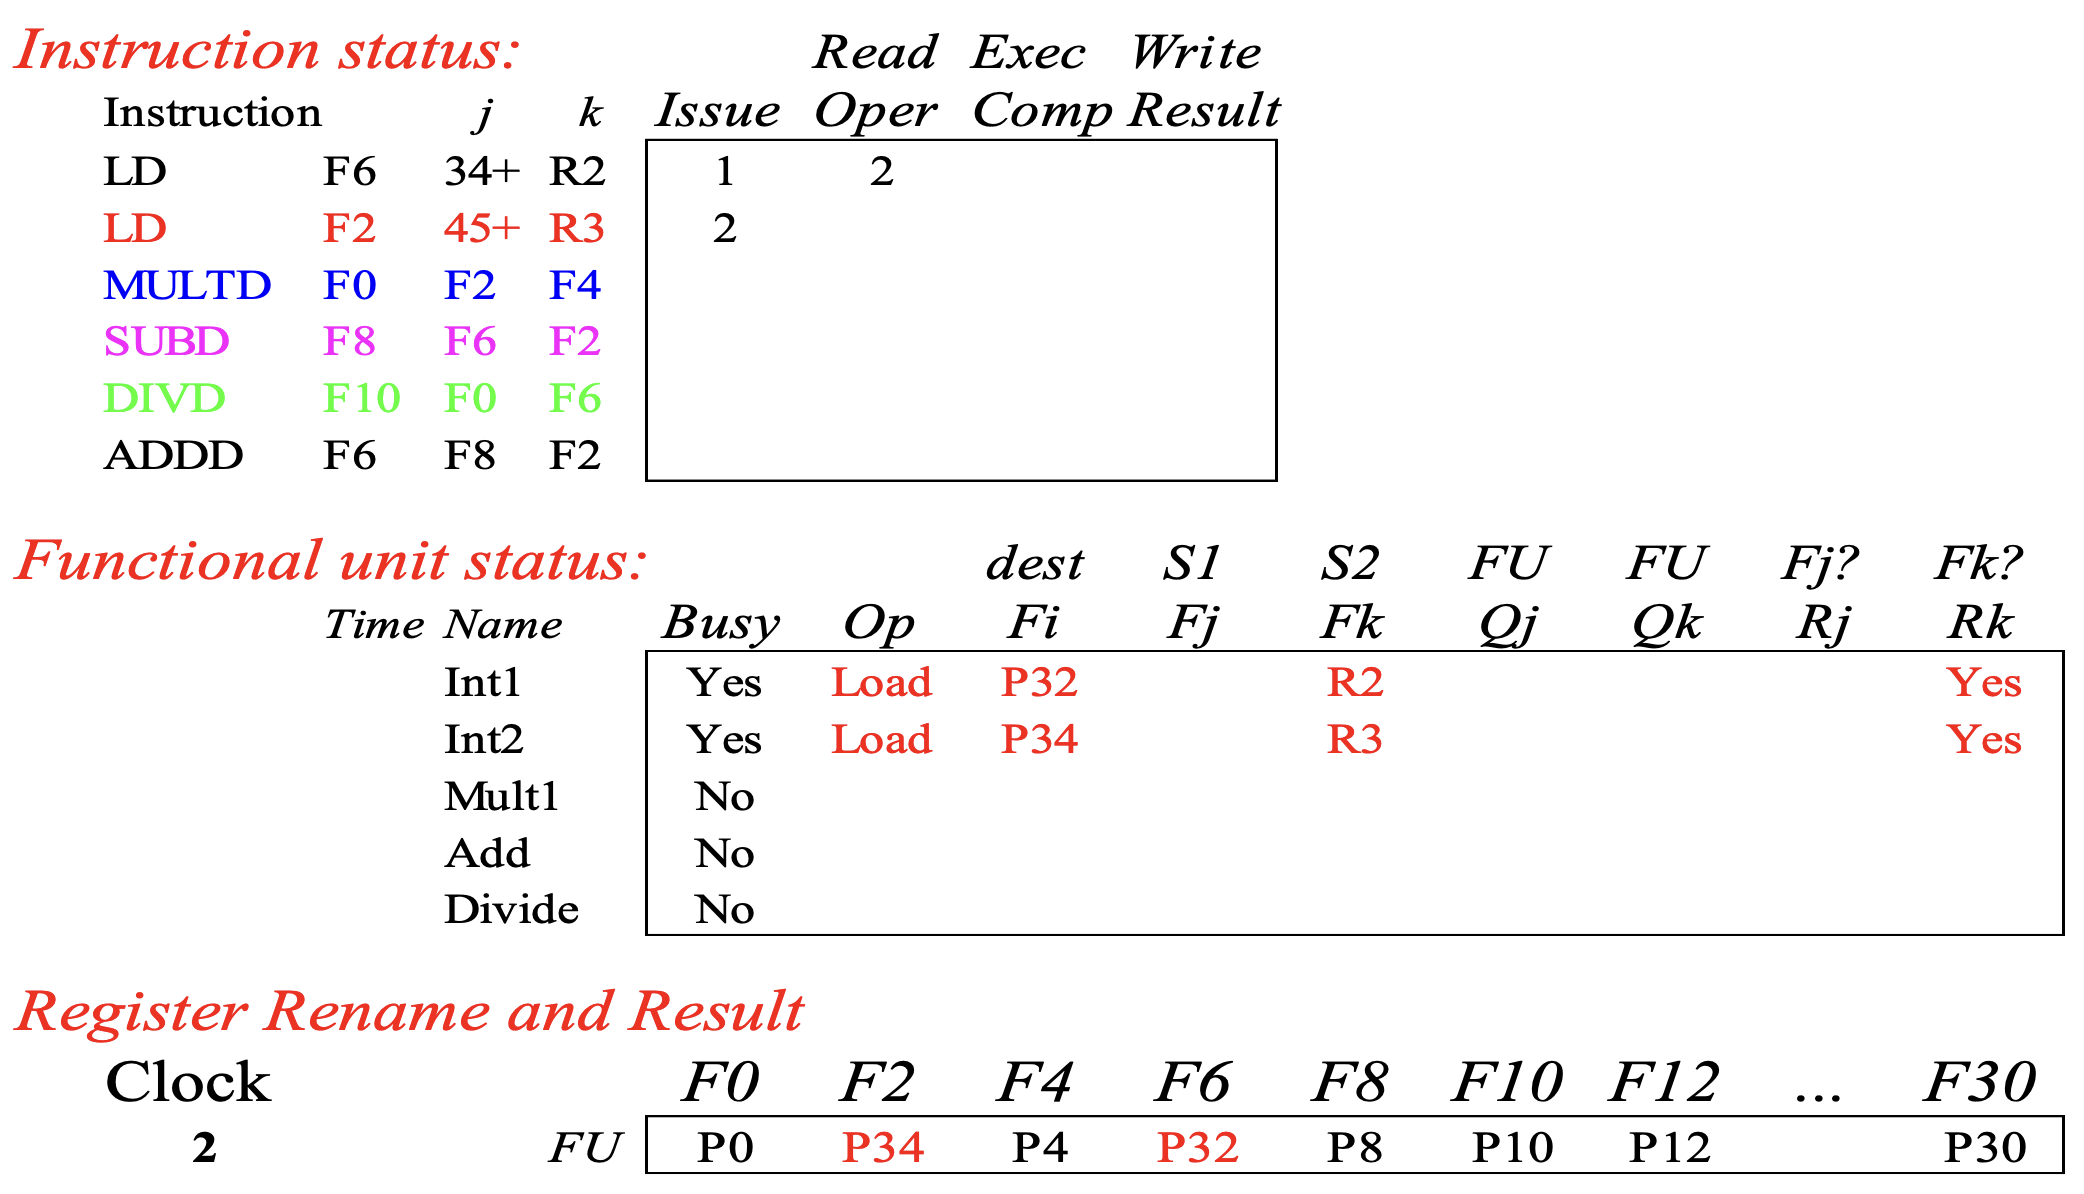 Instruction status: Read Exec Write
Instruction j k Issue Oper Comp Result
LD F6 34+ R2 1 2
LD F2 45+ R3 2
MULTD F0 F2 F4
SUBD F8 F6 F2
DIVD F10 F0 F6
ADDD F6 F8 F2
Functional unit status: dest S1 S2 FU FU Fj? Fk?
Time Name Busy Op Fi Fj Fk Qj Qk Rj Rk
Int1 Yes Load P32 R2 Yes
Int2 Yes Load P34 R3 Yes
Mult1 No
Add No
Divide No
Register Rename and Result
Clock F0 F2 F4 F6 F8 F10 F12 ... F30
2 FU P0 P34 P4 P32 P8 P10 P12 P30